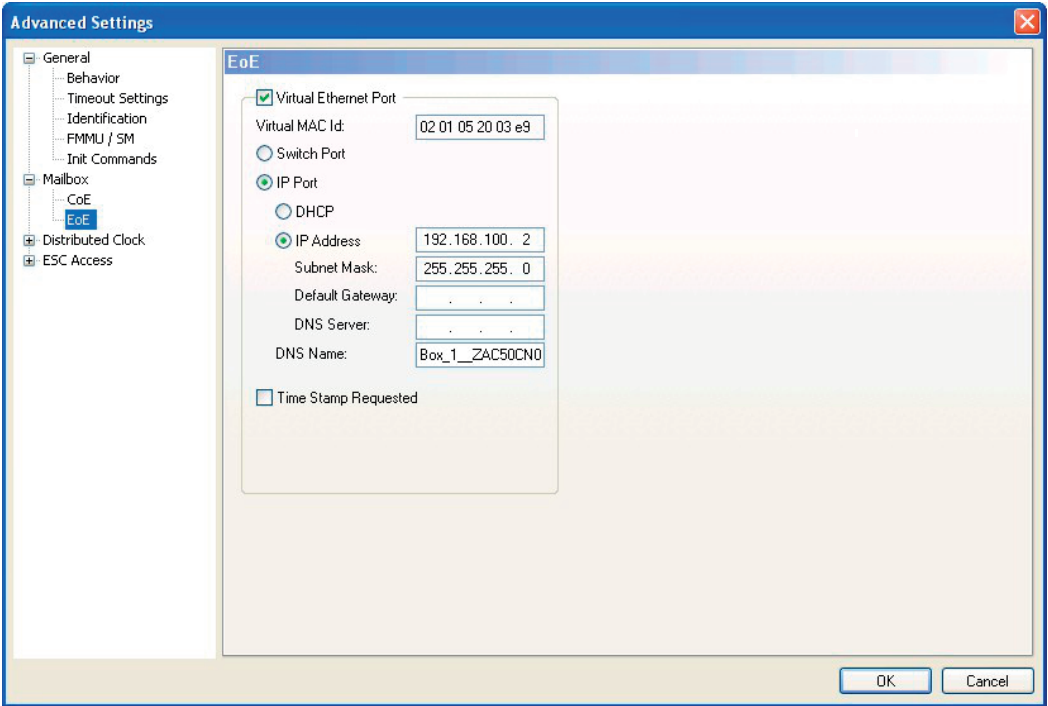 Advanced Settings
General
Behavior
Timeout Settings
Identification
FMMU / SM
Init Commands
Mailbox
CoE
EoE
Distributed Clock
ESC Access
EoE
Virtual Ethernet Port
Virtual MAC Id: 02 01 05 20 03 e9
Switch Port
IP Port
DHCP
IP Address 192.168.100. 2
Subnet Mask: 255.255.255. 0
Default Gateway: . . .
DNS Server: . . .
DNS Name: Box_1__ZAC50CN0
Time Stamp Requested
OK Cancel